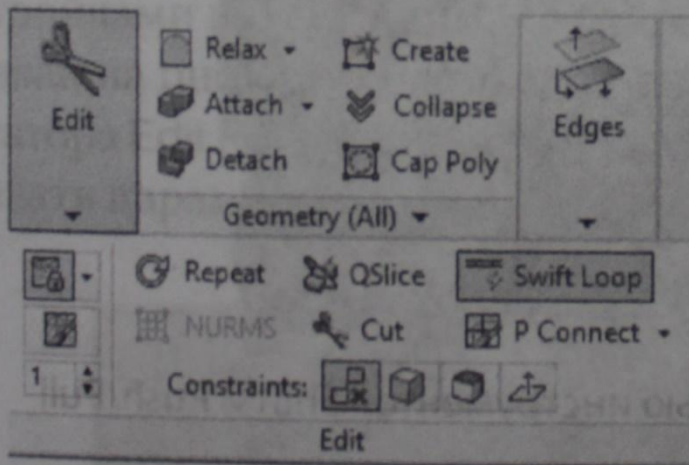 Edit
Relax
Create
Attach
Collapse
Detach
Cap Poly
Geometry (All)
Edges
Repeat
QSlice
Swift Loop
NURMS
Cut
P Connect
1
Constraints:
Edit